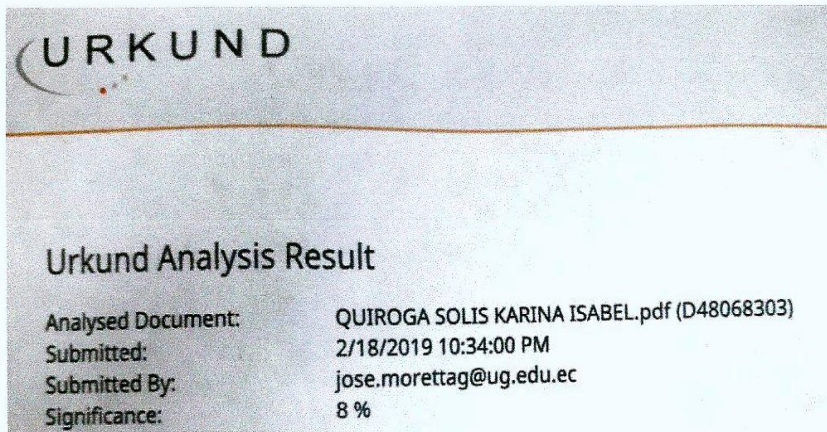 URKUND
Urkund Analysis Result
Analysed Document: QUIROGA SOLIS KARINA ISABEL.pdf (D48068303)
Submitted: 2/18/2019 10:34:00 PM
Submitted By: jose.morettag@ug.edu.ec
Significance: 8 %